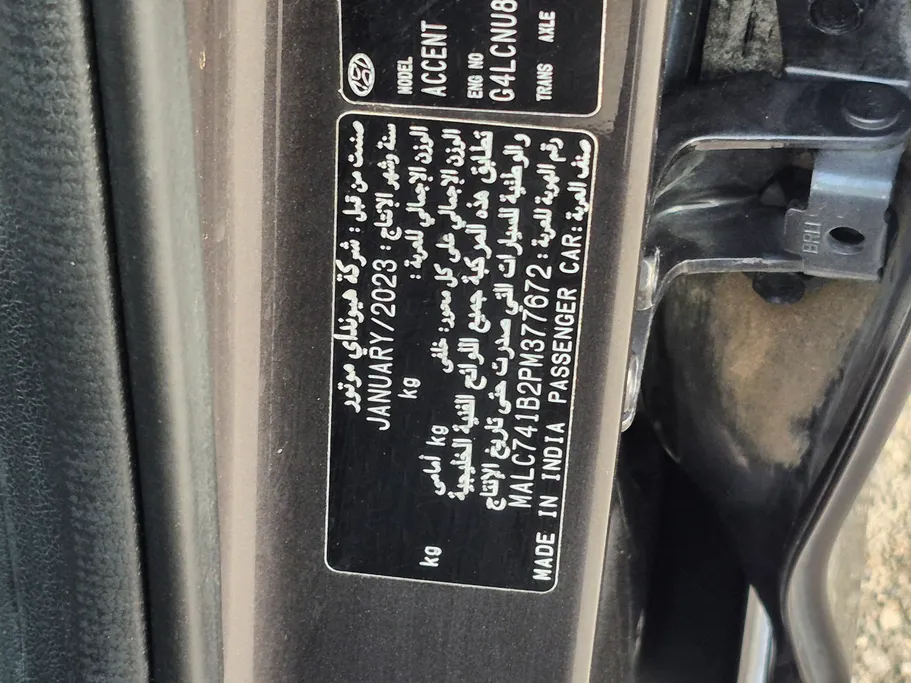 MODEL
ACCENT
ENG NO
G4LCNU8
TRANS AXLE
صنعت من قبل : شركة هيونداي موتور
سنة وشهر الإنتاج : JANUARY/2023
الوزن الإجمالي للعربة : kg
الوزن الإجمالي على كل محور: خلفي kg أمامى kg
تطابق هذه المركبة جميع اللوائح الفنية الخليجية
والوطنية للسيارات التي صدرت حتى تاريخ الإنتاج
رقم الهوية للعربة : MALC741B2PM377672
صنف العربة : PASSENGER CAR
MADE IN INDIA
BRLI